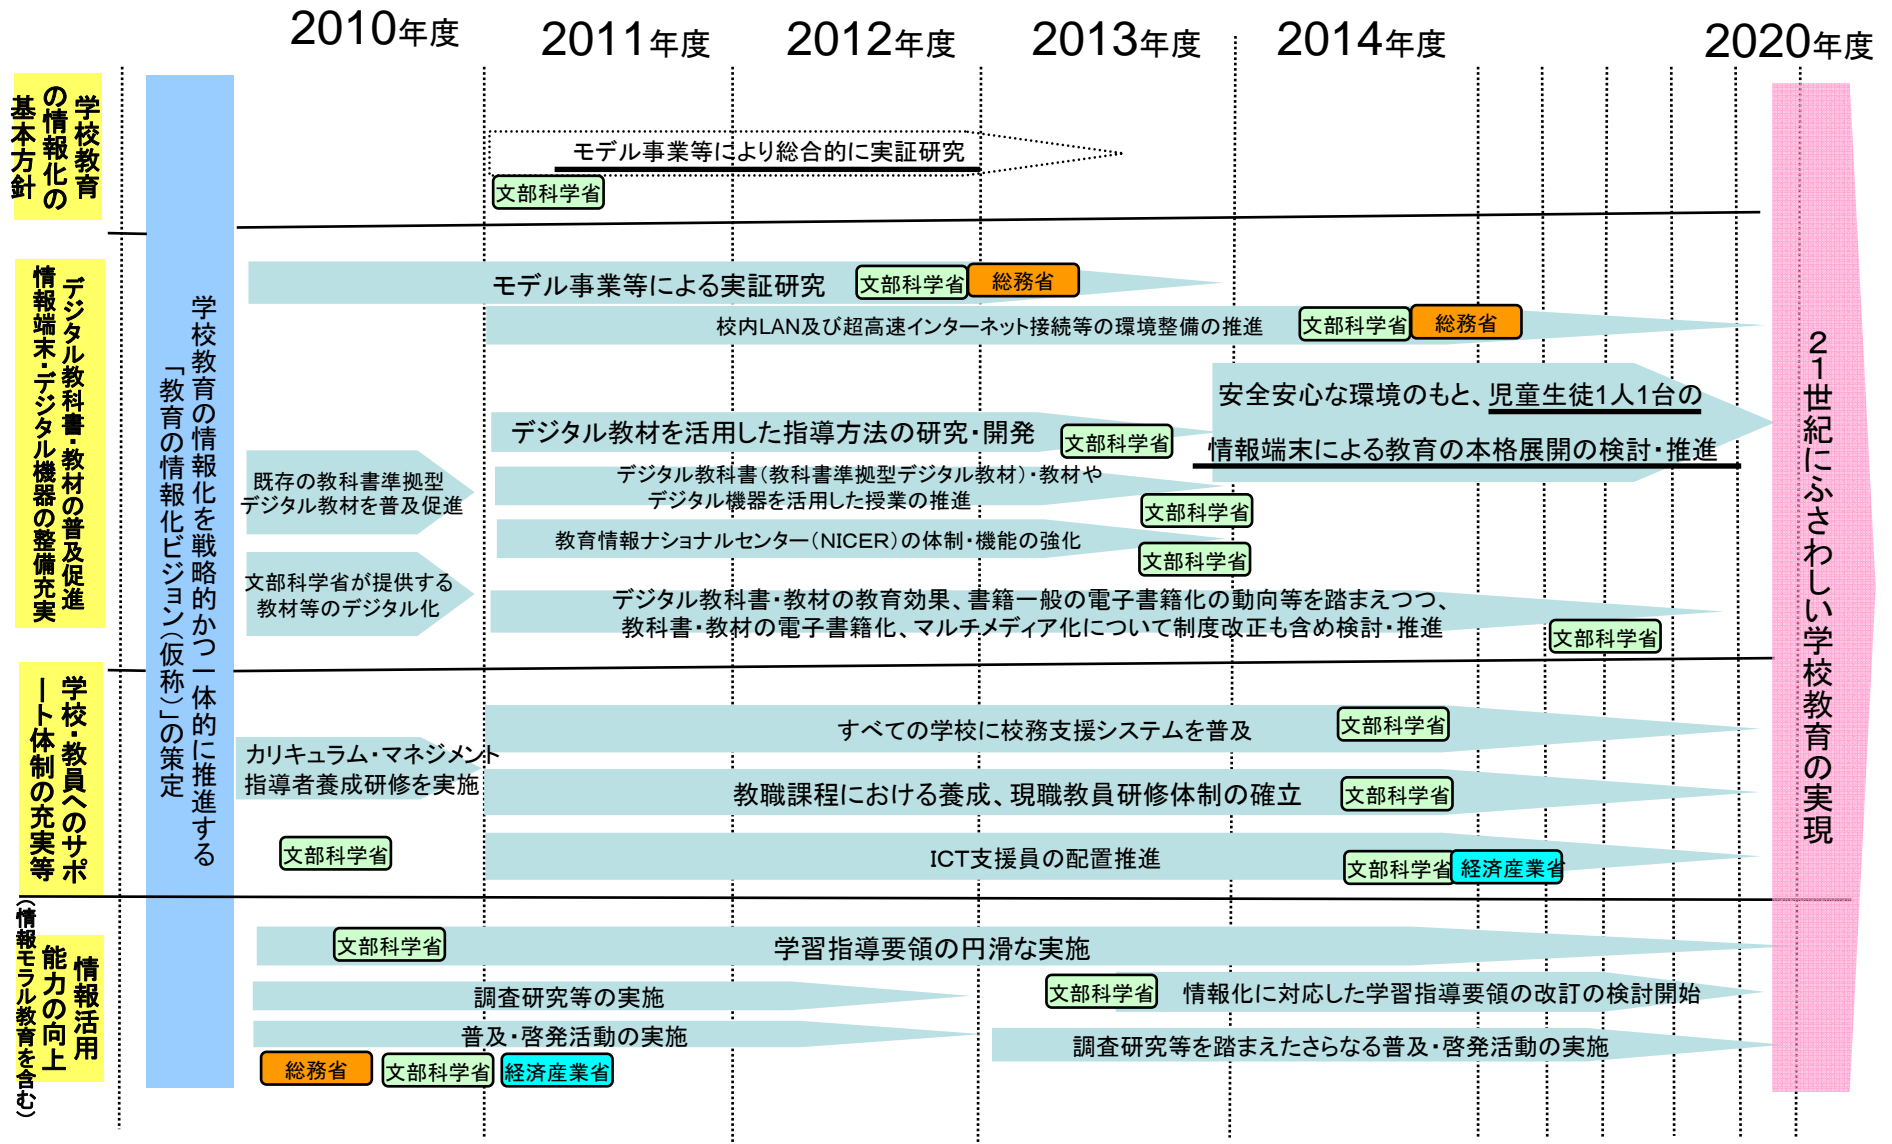 2010年度
2011年度
2012年度
2013年度
2014年度
2020年度
学校教育
の情報化の
基本方針
学校教育の情報化を戦略的かつ一体的に推進する
「教育の情報化ビジョン（仮称）」の策定
モデル事業等により総合的に実証研究
文部科学省
デジタル教科書・教材の普及促進
情報端末・デジタル機器の整備充実
モデル事業等による実証研究
文部科学省
総務省
校内LAN及び超高速インターネット接続等の環境整備の推進
文部科学省
総務省
安全安心な環境のもと、児童生徒1人1台の
情報端末による教育の本格展開の検討・推進
デジタル教材を活用した指導方法の研究・開発
文部科学省
既存の教科書準拠型
デジタル教材を普及促進
デジタル教科書（教科書準拠型デジタル教材）・教材や
デジタル機器を活用した授業の推進
文部科学省
教育情報ナショナルセンター（NICER）の体制・機能の強化
文部科学省
文部科学省が提供する
教材等のデジタル化
デジタル教科書・教材の教育効果、書籍一般の電子書籍化の動向等を踏まえつつ、
教科書・教材の電子書籍化、マルチメディア化について制度改正も含め検討・推進
文部科学省
学校・教員へのサポ
ート体制の充実等
すべての学校に校務支援システムを普及
文部科学省
カリキュラム・マネジメント
指導者養成研修を実施
文部科学省
教職課程における養成、現職教員研修体制の確立
文部科学省
ICT支援員の配置推進
文部科学省
経済産業省
情報活用
能力の向上
（情報モラル教育を含む）
文部科学省
学習指導要領の円滑な実施
調査研究等の実施
文部科学省
情報化に対応した学習指導要領の改訂の検討開始
普及・啓発活動の実施
総務省
文部科学省
経済産業省
調査研究等を踏まえたさらなる普及・啓発活動の実施
21世紀にふさわしい学校教育の実現